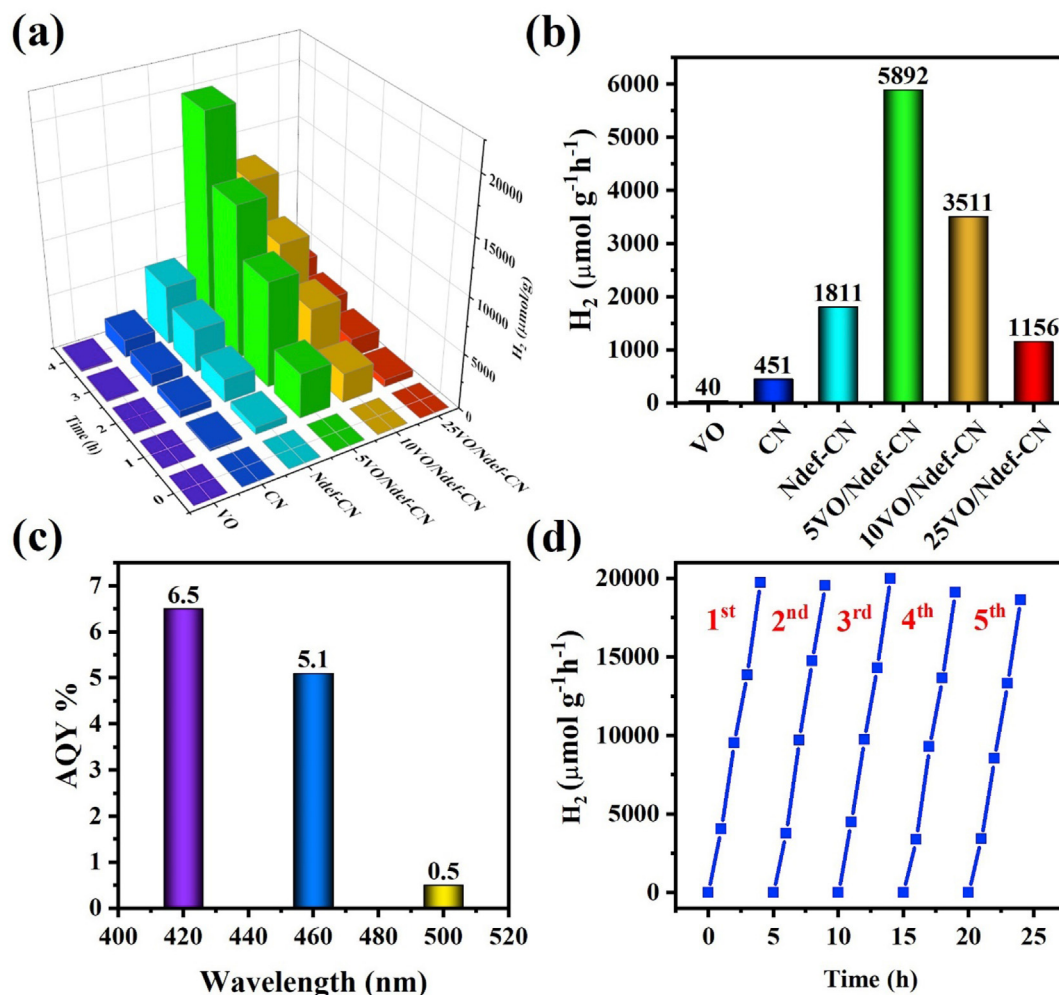 (a)
20000
15000
10000
5000
0
H₂ (μmol/g)
4
3
2
1
0
Time (h)
VO
CN
Ndef-CN
5VO/Ndef-CN
10VO/Ndef-CN
25VO/Ndef-CN
(b)
6000
5000
4000
3000
2000
1000
0
H₂ (μmol g⁻¹h⁻¹)
40
451
1811
5892
3511
1156
VO
CN
Ndef-CN
5VO/Ndef-CN
10VO/Ndef-CN
25VO/Ndef-CN
(c)
7
6
5
4
3
2
1
0
AQY %
6.5
5.1
0.5
400 420 440 460 480 500 520
Wavelength (nm)
(d)
20000
15000
10000
5000
0
H₂ (μmol g⁻¹h⁻¹)
1ˢᵗ 2ⁿᵈ 3ʳᵈ 4ᵗʰ 5ᵗʰ
0 5 10 15 20 25
Time (h)